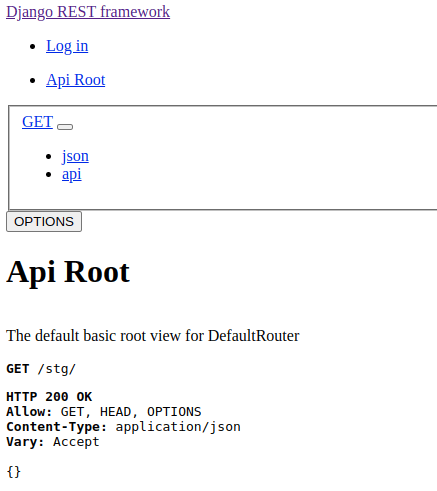 Django REST framework
Log in
Api Root
GET
json
api
OPTIONS
Api Root
The default basic root view for DefaultRouter
GET /stg/
HTTP 200 OK
Allow: GET, HEAD, OPTIONS
Content-Type: application/json
Vary: Accept
{}